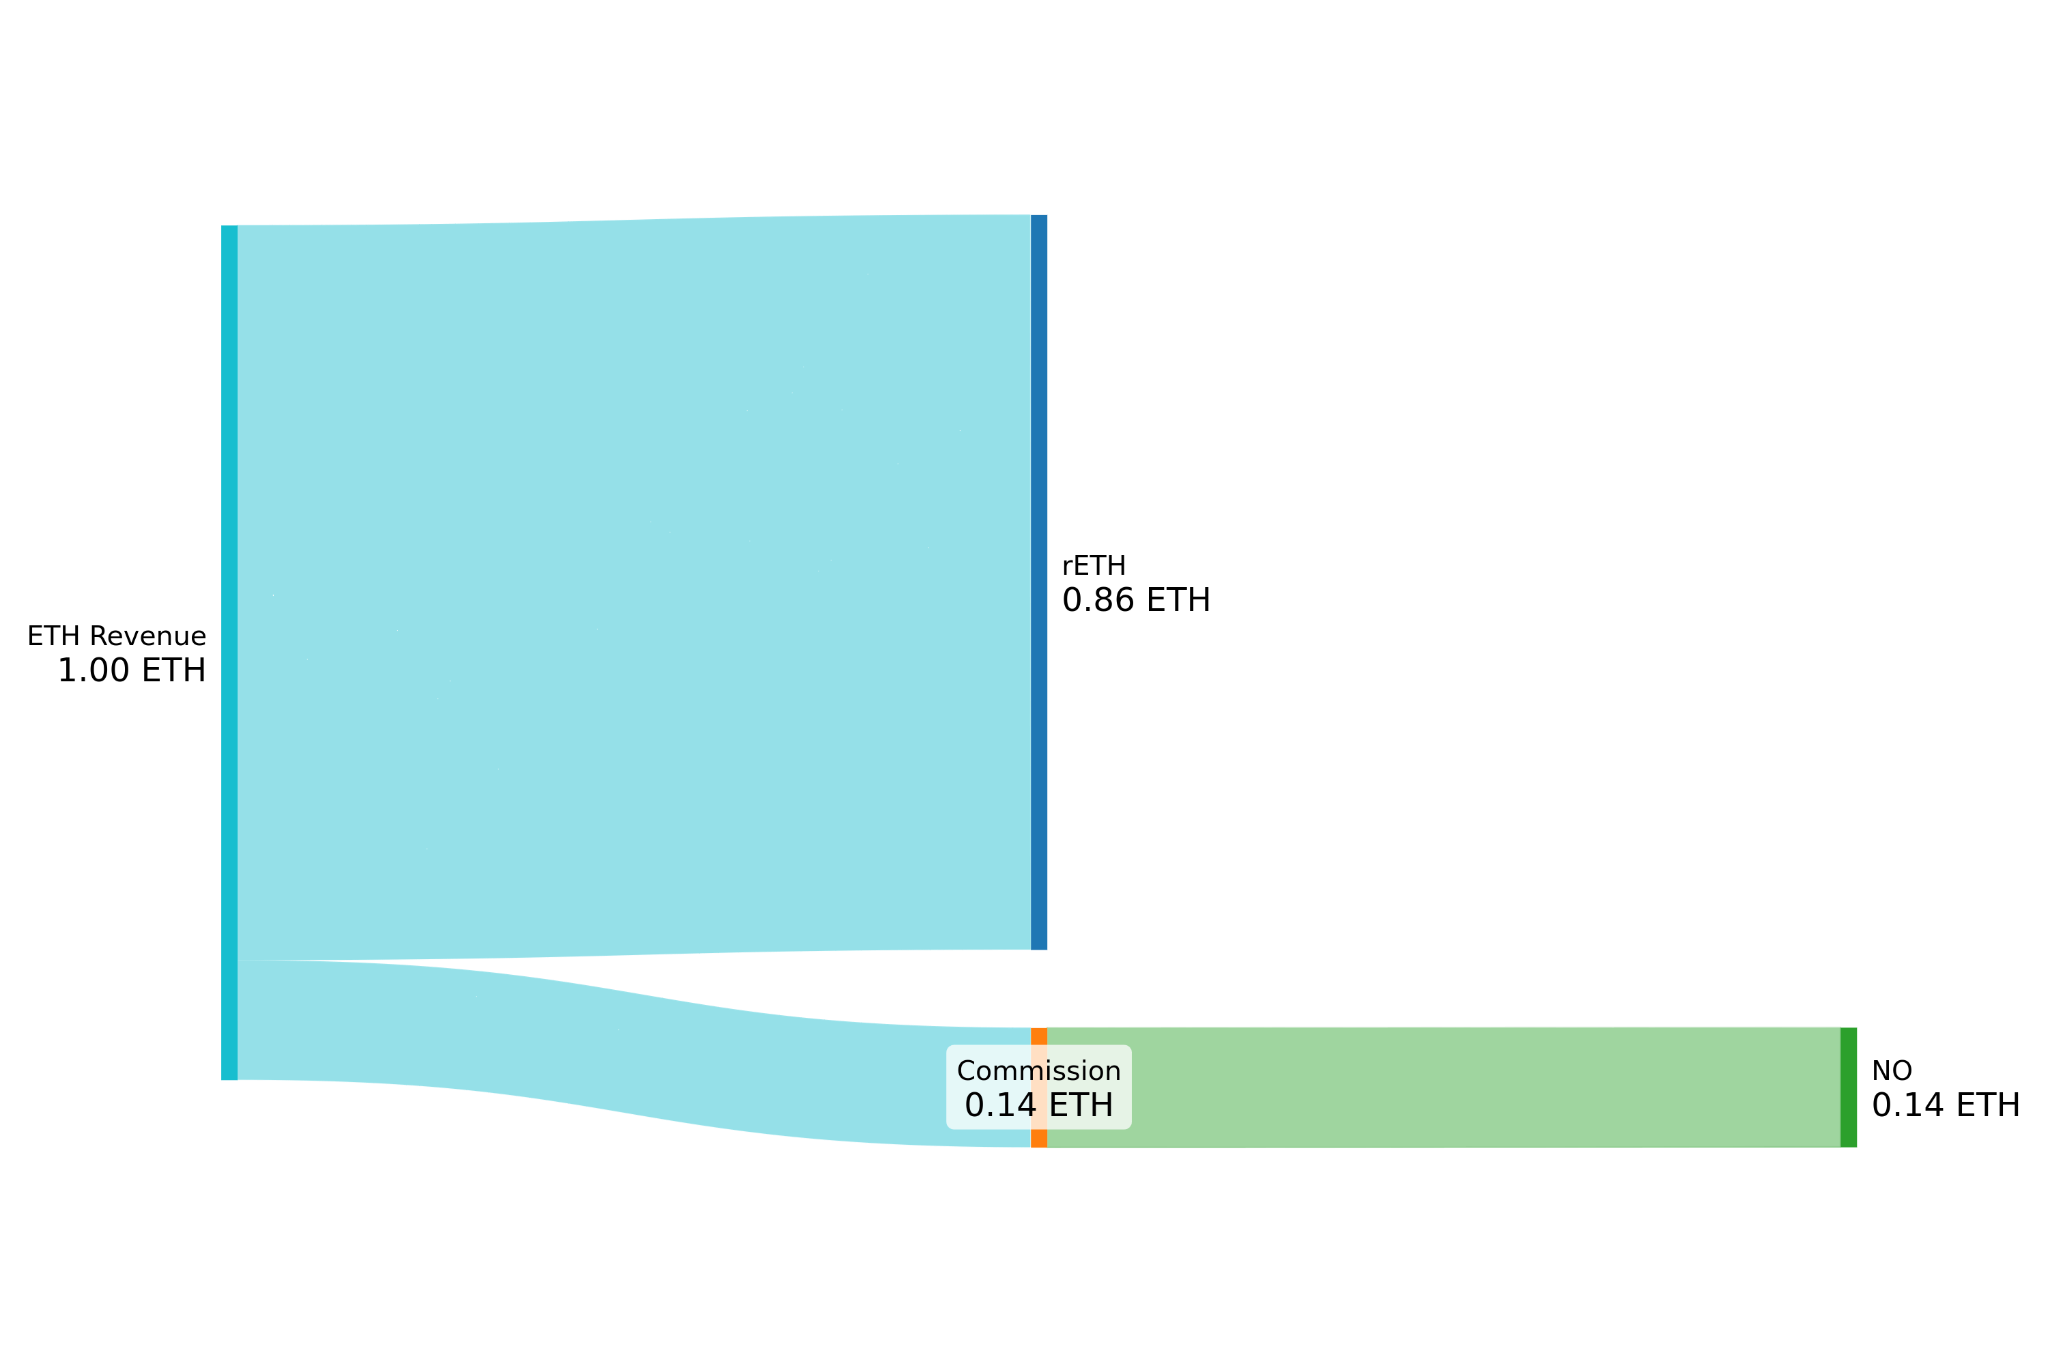 ETH Revenue
1.00 ETH
rETH
0.86 ETH
Commission
0.14 ETH
NO
0.14 ETH